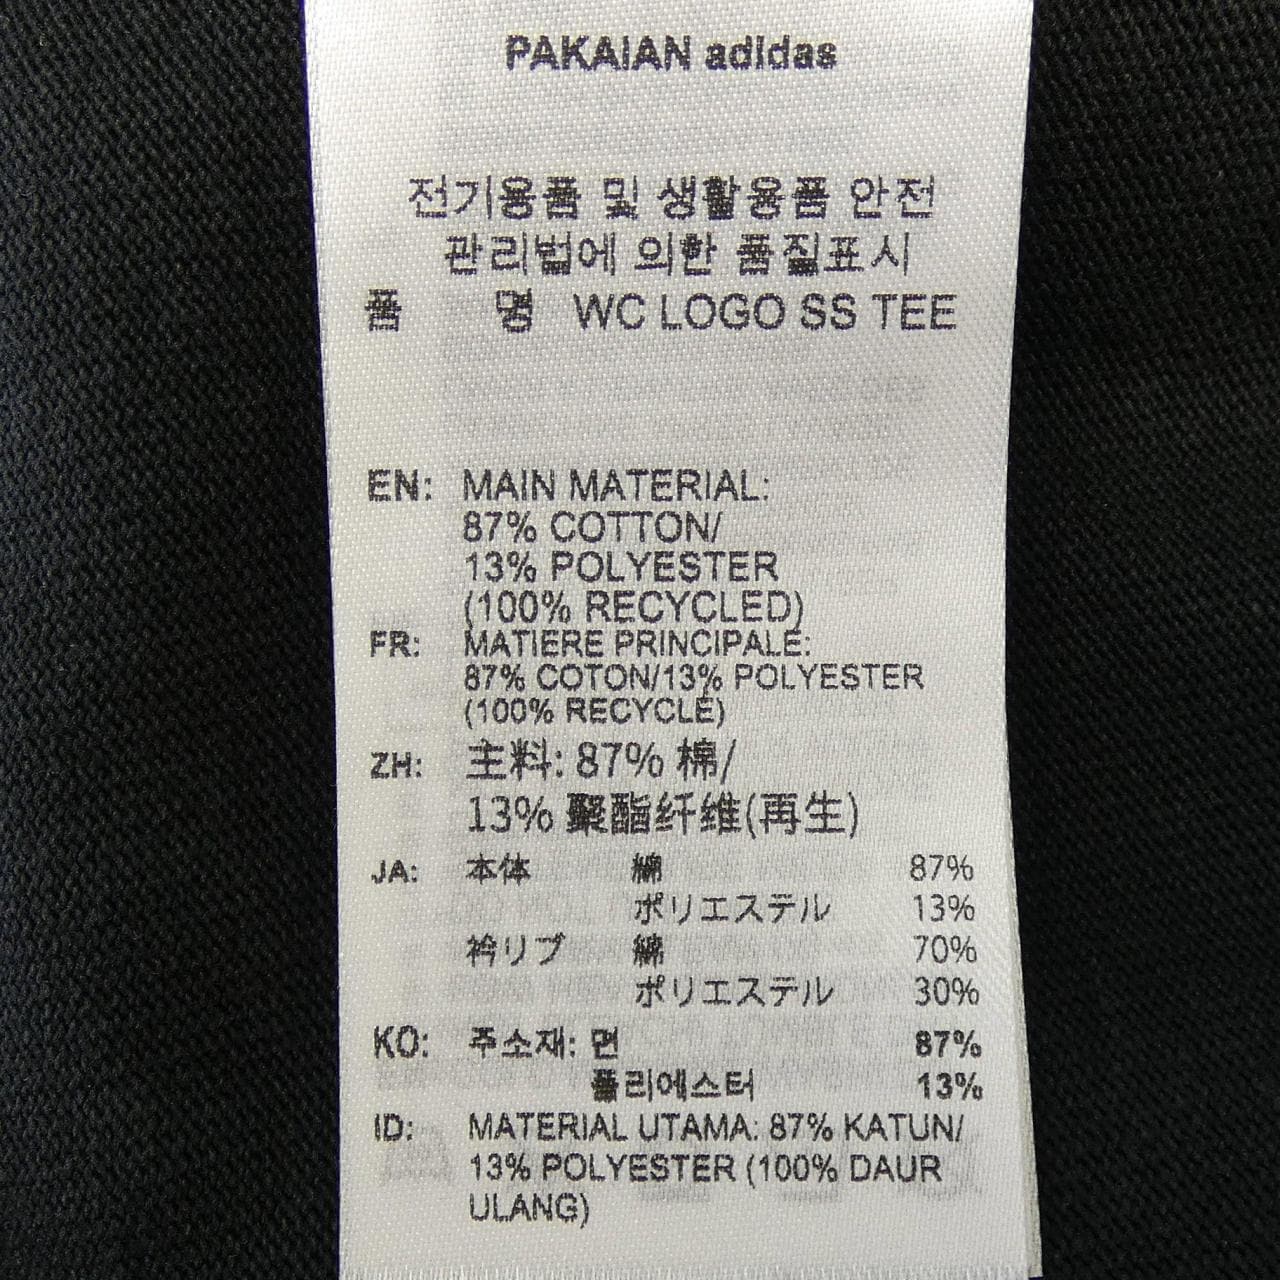 PAKAIAN adidas
전기용품 및 생활용품 안전
관리법에 의한 품질표시
품 명 WC LOGO SS TEE
EN: MAIN MATERIAL:
87% COTTON/
13% POLYESTER
(100% RECYCLED)
FR: MATIERE PRINCIPALE:
87% COTON/13% POLYESTER
(100% RECYCLÉ)
ZH: 主料: 87% 棉/
13% 聚酯纤维(再生)
JA: 本体 綿 87%
ポリエステル 13%
衿リブ 綿 70%
ポリエステル 30%
KO: 주소재: 면 87%
폴리에스터 13%
ID: MATERIAL UTAMA: 87% KATUN/
13% POLYESTER (100% DAUR
ULANG)